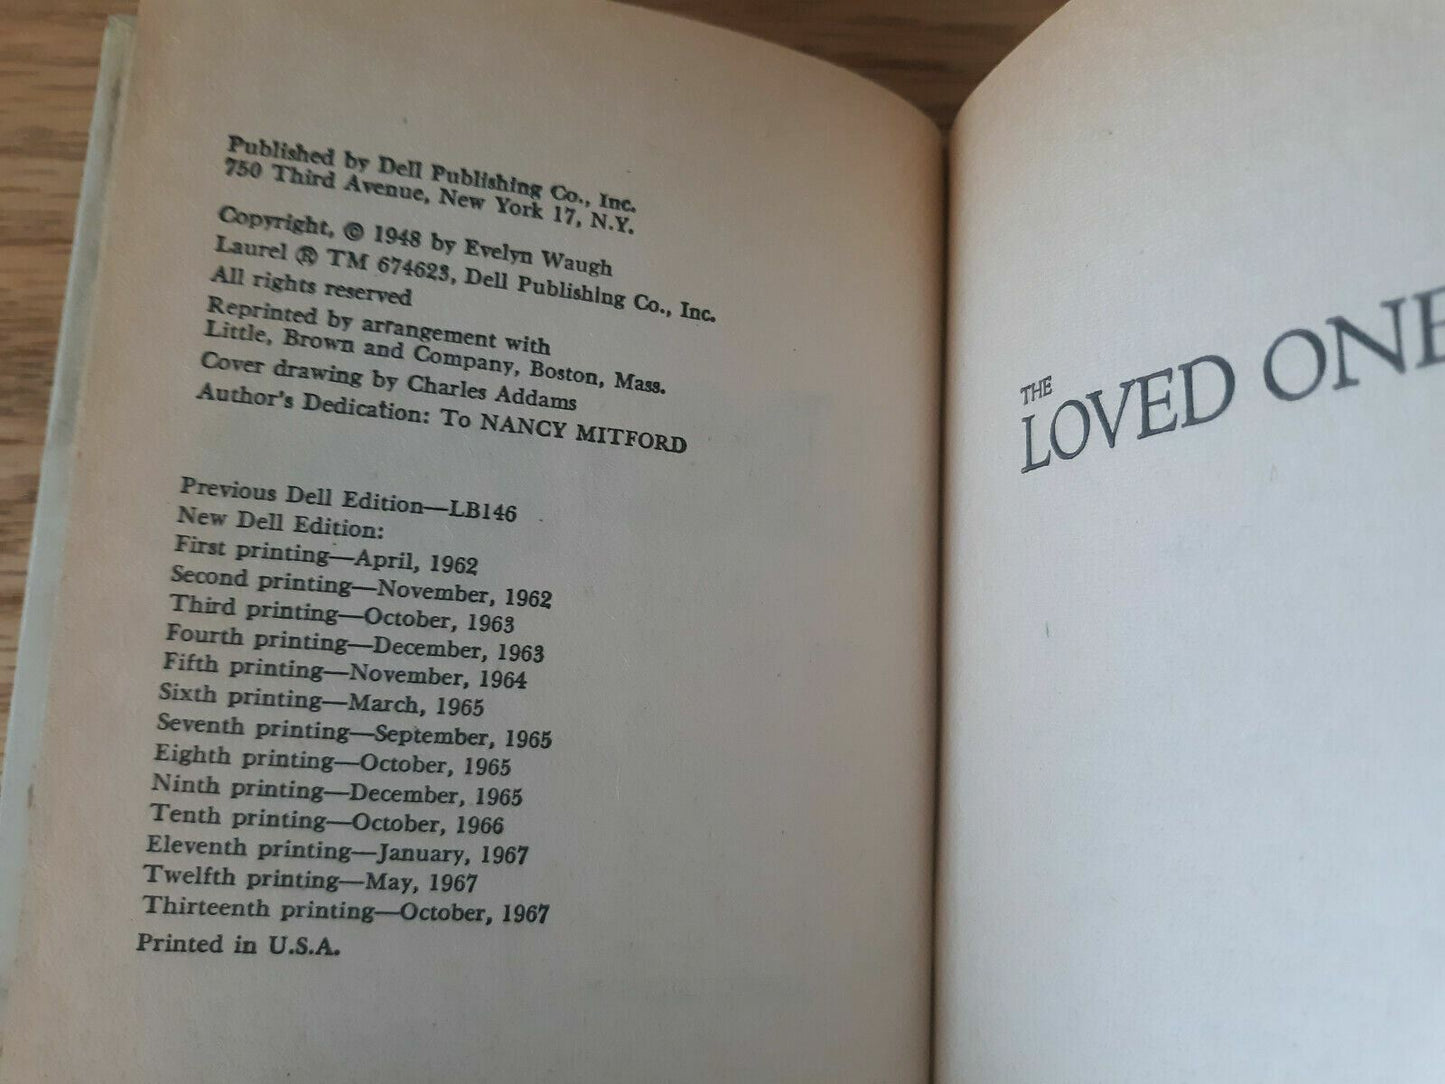 Published by Dell Publishing Co., Inc.
750 Third Avenue, New York 17, N.Y.
Copyright, © 1948 by Evelyn Waugh
Laurel ® TM 674623, Dell Publishing Co., Inc.
All rights reserved
Reprinted by arrangement with
Little, Brown and Company, Boston, Mass.
Cover drawing by Charles Addams
Author's Dedication: To NANCY MITFORD
Previous Dell Edition—LB146
New Dell Edition:
First printing—April, 1962
Second printing—November, 1962
Third printing—October, 1963
Fourth printing—December, 1963
Fifth printing—November, 1964
Sixth printing—March, 1965
Seventh printing—September, 1965
Eighth printing—October, 1965
Ninth printing—December, 1965
Tenth printing—October, 1966
Eleventh printing—January, 1967
Twelfth printing—May, 1967
Thirteenth printing—October, 1967
Printed in U.S.A.
THE
LOVED ONE